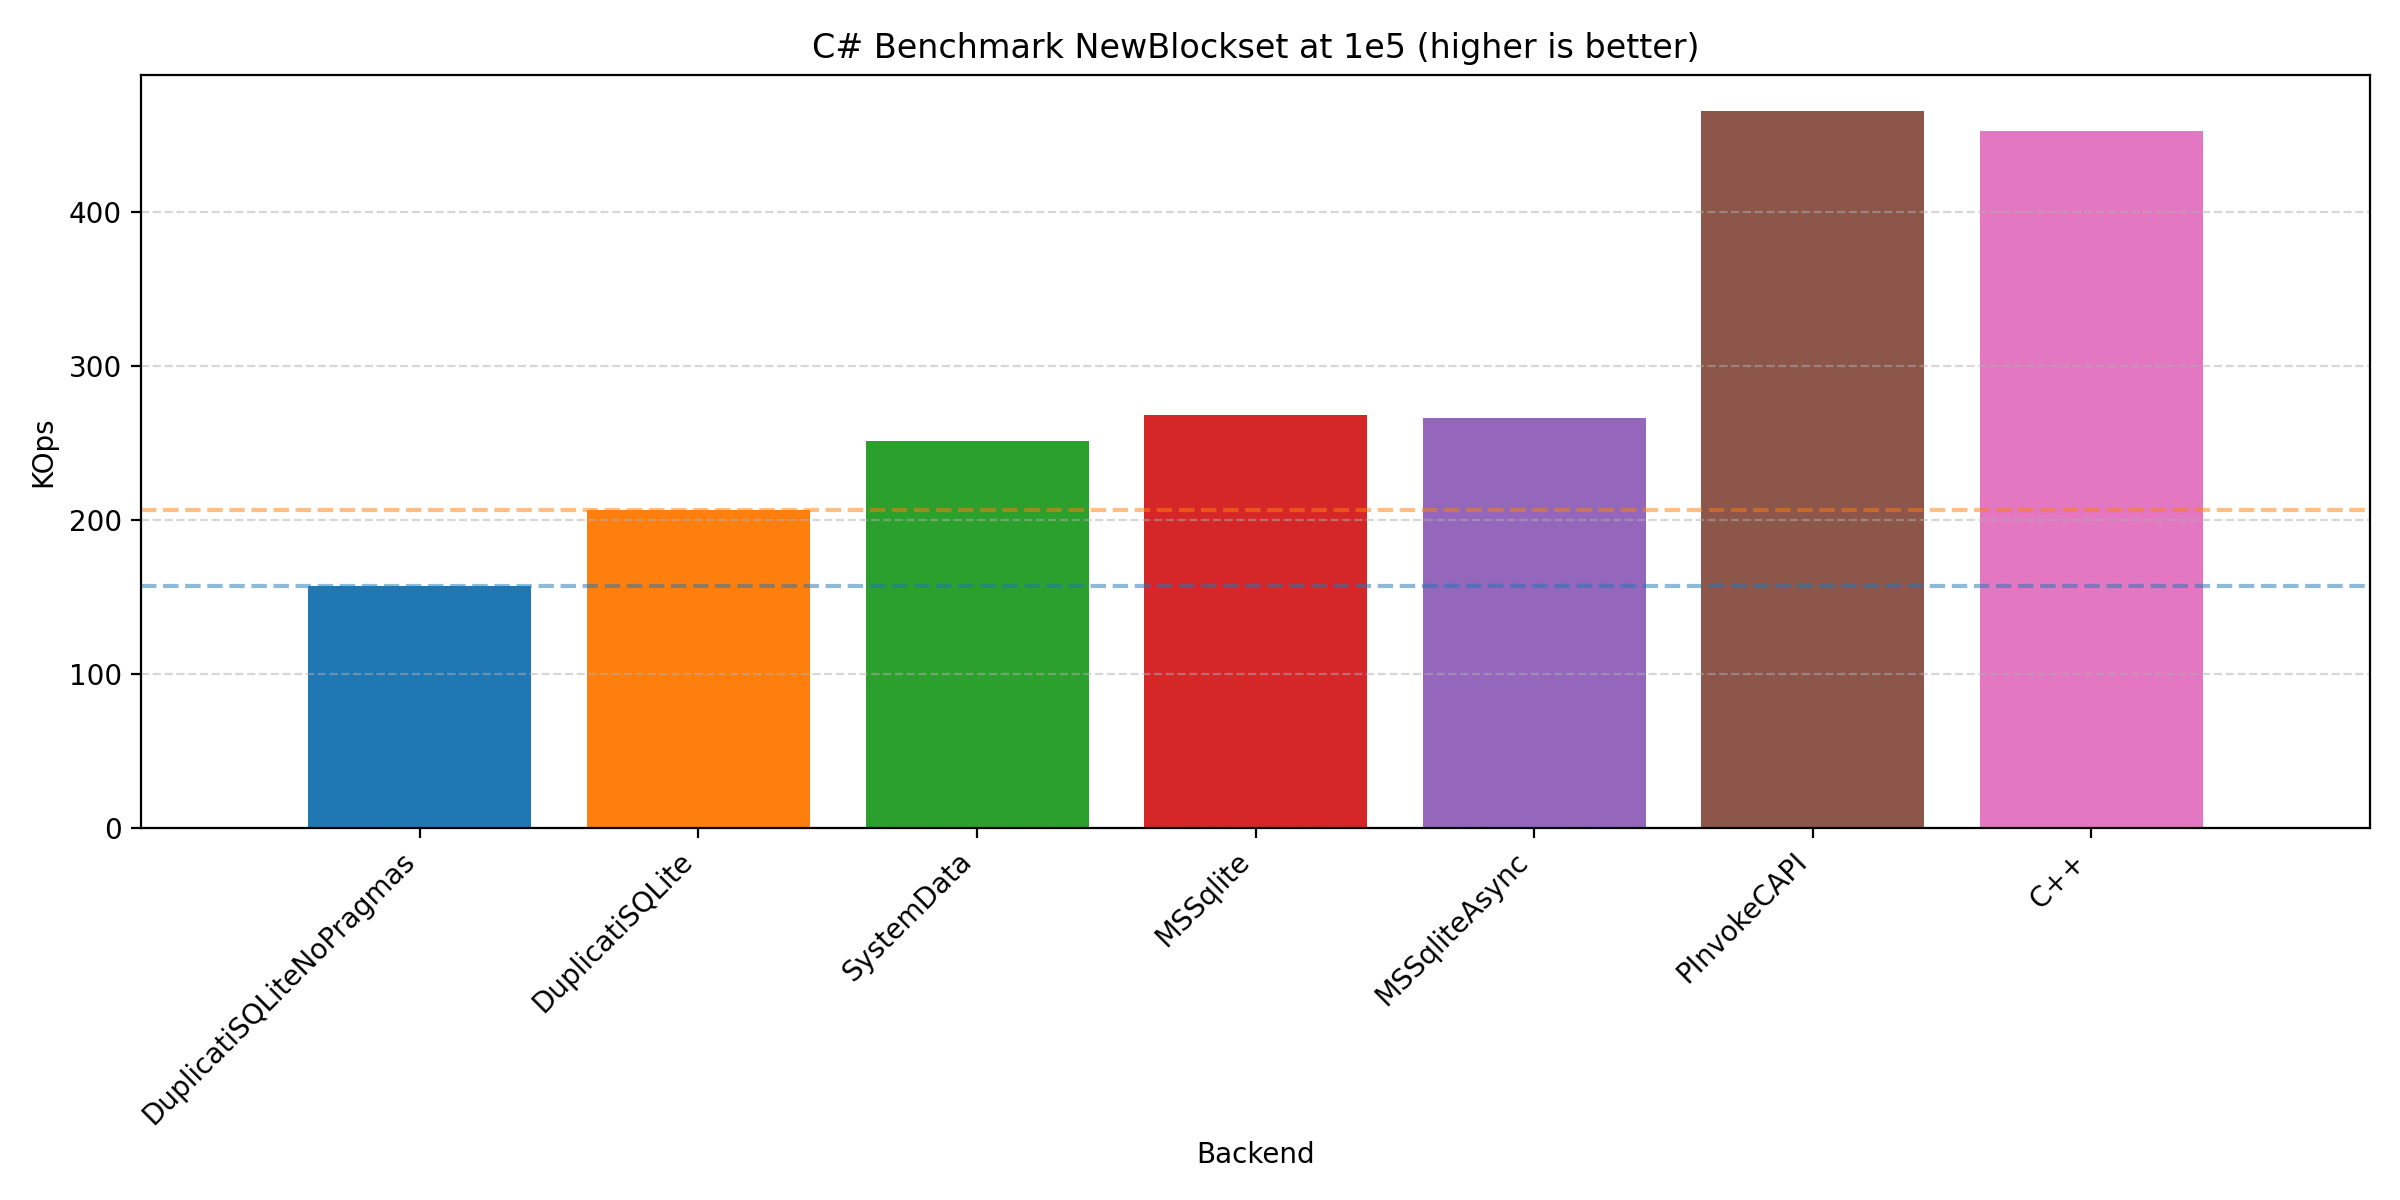 C# Benchmark NewBlockset at 1e5 (higher is better)
KOps
400
300
200
100
0
DuplicatiSQLiteNoPragmas
DuplicatiSQLite
SystemData
MSSqlite
MSSqliteAsync
PInvokeCAPI
C++
Backend